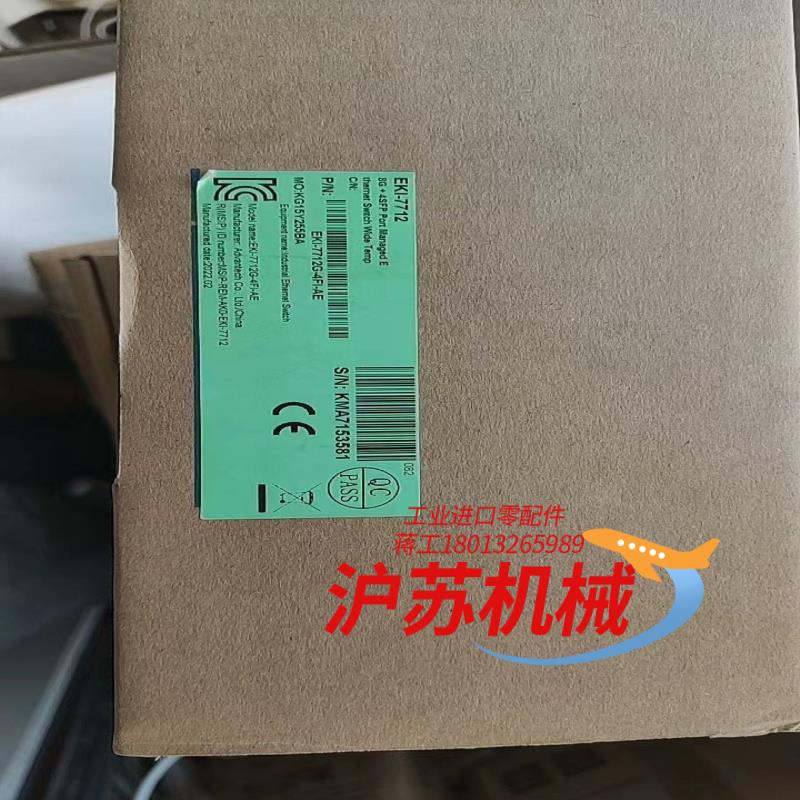 EKI-7712
8G + 4SFP Port Managed E
thernet Switch Wide Temp
C/N:
P/N:
EKI-7712G-4FI-AE
MO:KG15Y255BA
Equipment name:Industrial Ethernet Switch
Model name:EKI-7712G-4FI-AE
Manufacturer: Advantech Co., Ltd./China
R(MS(P) ID number:MSIP-REM-AKG-EKI-7712
Manufactured date:2022.02
S/N: KMA7153581
082
CE
QC
PASS
工业进口零配件
蒋工18013265989
沪苏机械